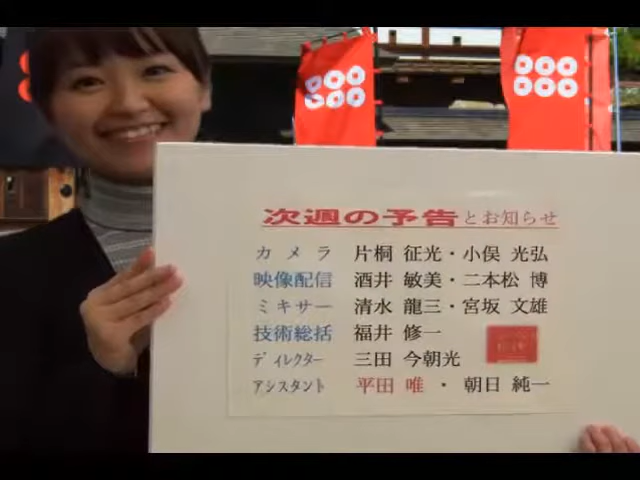 次週の予告とお知らせ
カメラ 片桐 征光・小俣 光弘
映像配信 酒井 敏美・二本松 博
ミキサー 清水 龍三・宮坂 文雄
技術総括 福井 修一
ディレクター 三田 今朝光
アシスタント 平田 唯 ・ 朝日 純一